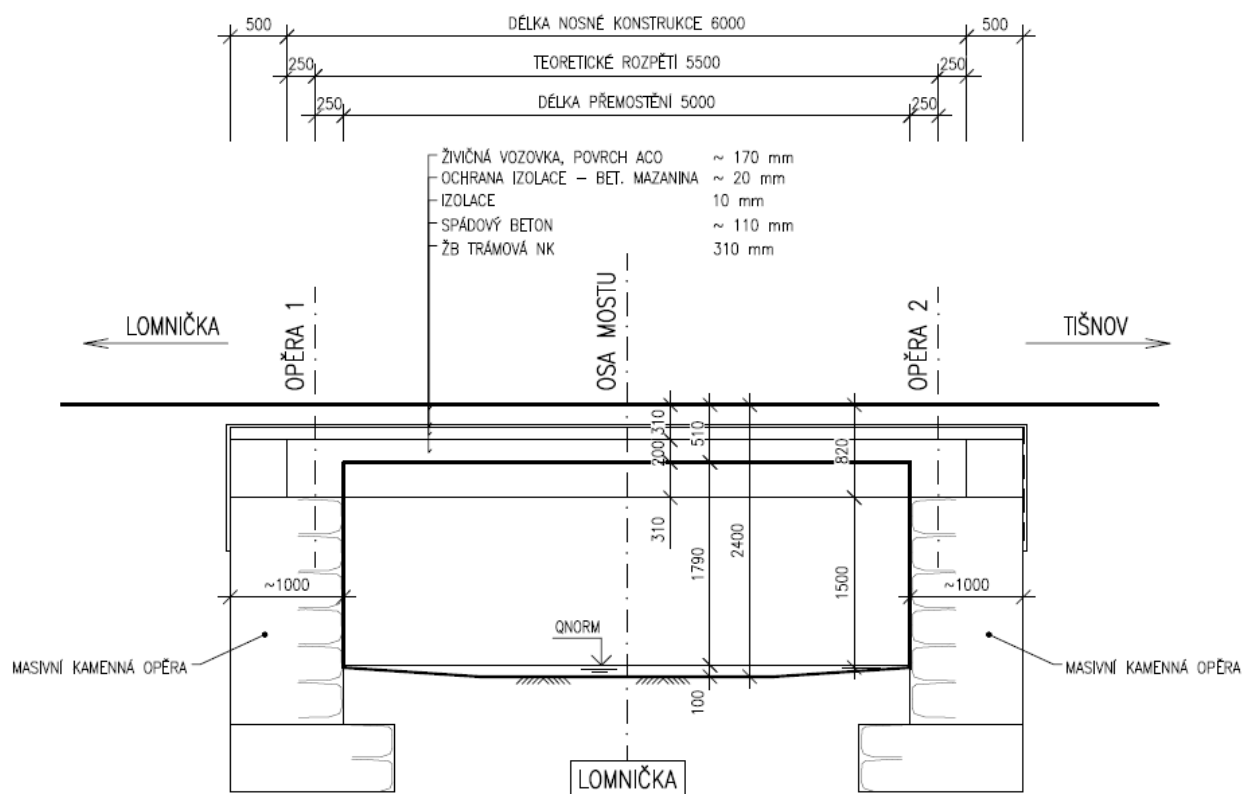 500 DÉLKA NOSNÉ KONSTRUKCE 6000 500
250 TEORETICKÉ ROZPĚTÍ 5500 250
250 DÉLKA PŘEMOSTĚNÍ 5000 250
ŽIVIČNÁ VOZOVKA, POVRCH ACO ~ 170 mm
OCHRANA IZOLACE – BET. MAZANINA ~ 20 mm
IZOLACE 10 mm
SPÁDOVÝ BETON ~ 110 mm
ŽB TRÁMOVÁ NK 310 mm
LOMNIČKA
OPĚRA 1
OSA MOSTU
OPĚRA 2
TIŠNOV
310
200
310
510
1790
100
2400
820
1500
~1000
~1000
QNORM
MASIVNÍ KAMENNÁ OPĚRA
MASIVNÍ KAMENNÁ OPĚRA
LOMNIČKA